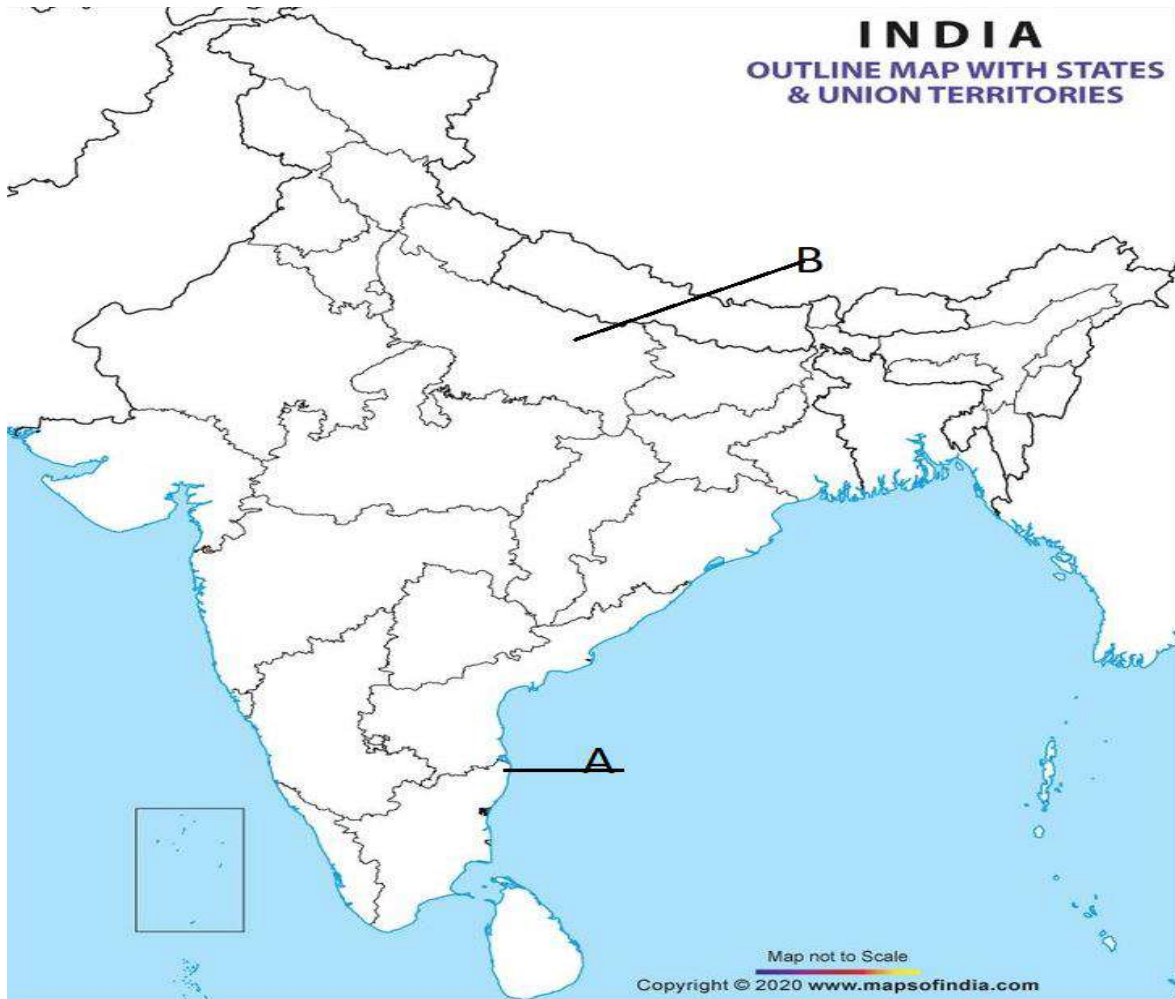 INDIA
OUTLINE MAP WITH STATES
& UNION TERRITORIES
B
A
Map not to Scale
Copyright © 2020 www.mapsofindia.com